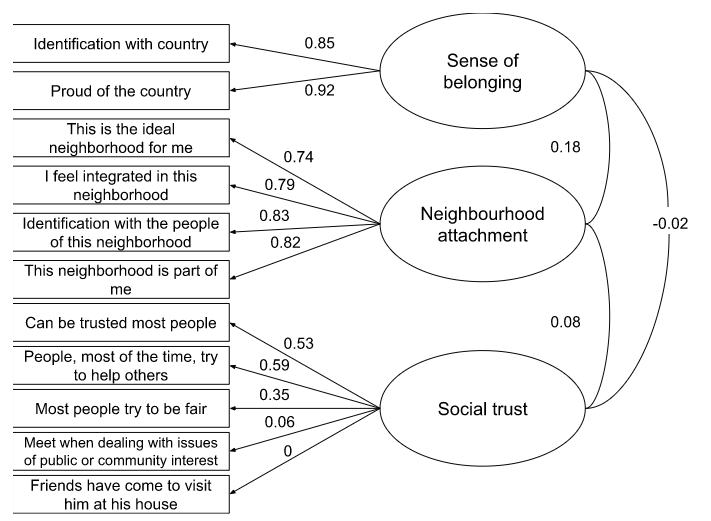 Identification with country
0.85
Sense of
belonging
Proud of the country
0.92
This is the ideal
neighborhood for me
0.74
0.18
I feel integrated in this
neighborhood
0.79
Identification with the people
of this neighborhood
0.83
Neighbourhood
attachment
-0.02
0.82
This neighborhood is part of
me
Can be trusted most people
0.08
0.53
People, most of the time, try
to help others
0.59
Most people try to be fair
0.35
Social trust
0.06
Meet when dealing with issues
of public or community interest
0
Friends have come to visit
him at his house